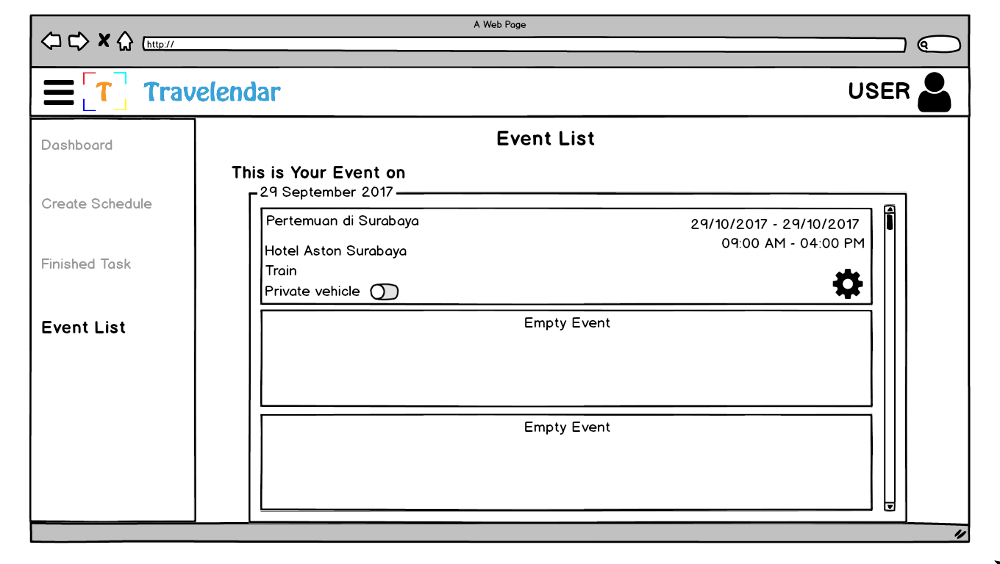 A Web Page
http://
T Travelendar
USER
Dashboard
Create Schedule
Finished Task
Event List
Event List
This is Your Event on
29 September 2017
Pertemuan di Surabaya
29/10/2017 - 29/10/2017
09:00 AM - 04:00 PM
Hotel Aston Surabaya
Train
Private vehicle
Empty Event
Empty Event